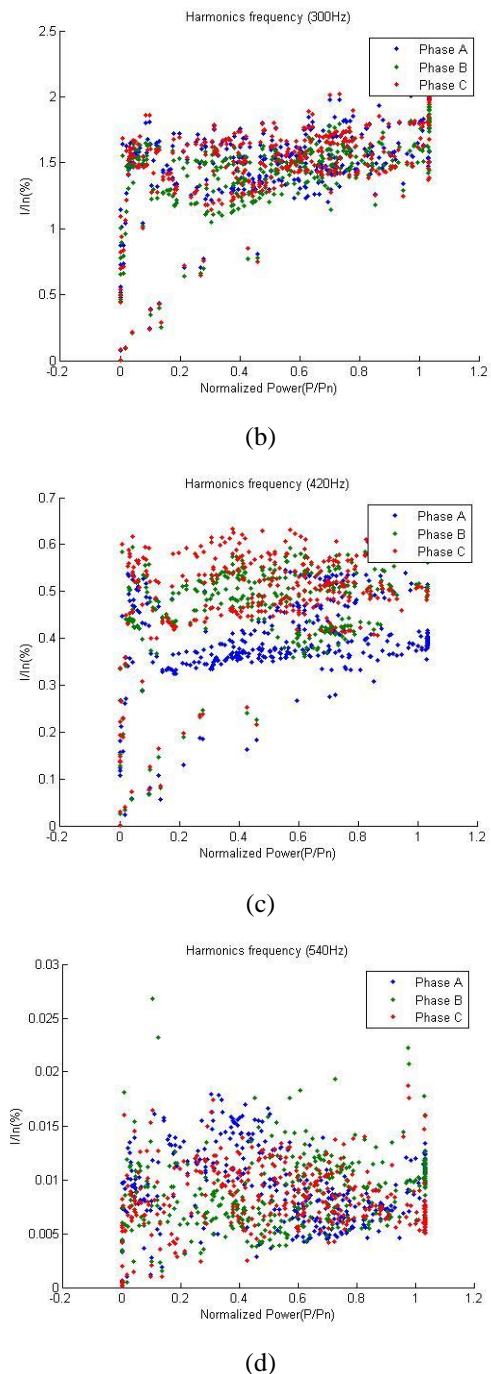 Harmonics frequency (300Hz)
2.5
Phase A
Phase B
Phase C
2
1.5
I/In(%)
1
0.5
0
-0.2 0 0.2 0.4 0.6 0.8 1 1.2
Normalized Power(P/Pn)
(b)
Harmonics frequency (420Hz)
0.7
Phase A
Phase B
Phase C
0.6
0.5
0.4
I/In(%)
0.3
0.2
0.1
0
-0.2 0 0.2 0.4 0.6 0.8 1 1.2
Normalized Power(P/Pn)
(c)
Harmonics frequency (540Hz)
0.03
Phase A
Phase B
Phase C
0.025
0.02
0.015
I/In(%)
0.01
0.005
0
-0.2 0 0.2 0.4 0.6 0.8 1 1.2
Normalized Power(P/Pn)
(d)